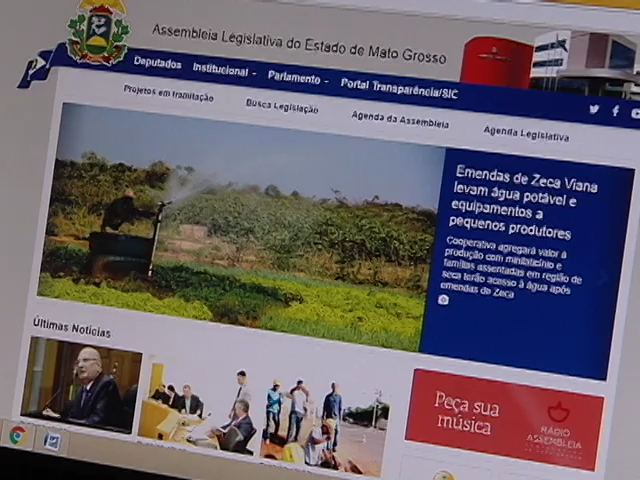 Assembleia Legislativa do Estado de Mato Grosso
Deputados Institucional Parlamento Portal Transparência/SIC
Projetos em tramitação Busca Legislação Agenda da Assembleia Agenda Legislativa
Emendas de Zeca Viana
levam água potável e
equipamentos a
pequenos produtores
Cooperativa agregará valor à
produção com minilaticínio e
famílias assentadas em região de
seca terão acesso à água após
emendas de Zeca
Últimas Notícias
Peça sua
música
RÁDIO
ASSEMBLEIA